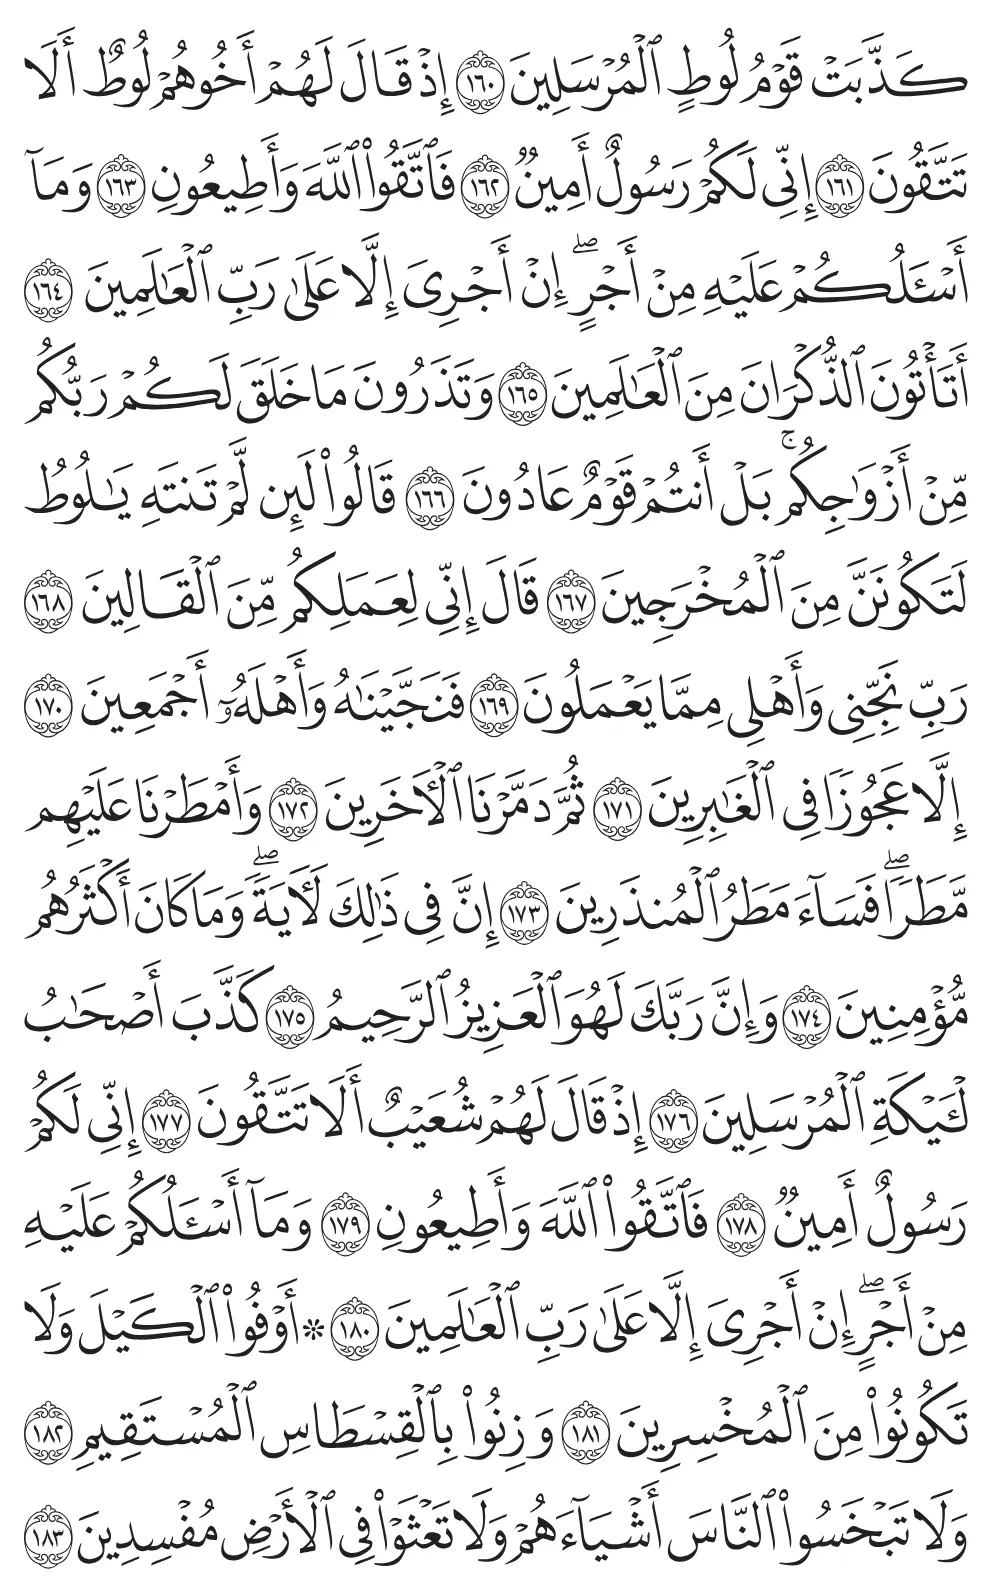 كَذَّبَتْ قَوْمُ لُوطٍ ٱلْمُرْسَلِينَ ١٦٠ إِذْ قَالَ لَهُمْ أَخُوهُمْ لُوطٌ أَلَا
تَتَّقُونَ ١٦١ إِنِّى لَكُمْ رَسُولٌ أَمِينٌ ١٦٢ فَٱتَّقُوا۟ ٱللَّهَ وَأَطِيعُونِ ١٦٣ وَمَآ
أَسْـَٔلُكُمْ عَلَيْهِ مِنْ أَجْرٍ ۖ إِنْ أَجْرِىَ إِلَّا عَلَىٰ رَبِّ ٱلْعَـٰلَمِينَ ١٦٤
أَتَأْتُونَ ٱلذُّكْرَانَ مِنَ ٱلْعَـٰلَمِينَ ١٦٥ وَتَذَرُونَ مَا خَلَقَ لَكُمْ رَبُّكُم
مِّنْ أَزْوَٰجِكُم ۚ بَلْ أَنتُمْ قَوْمٌ عَادُونَ ١٦٦ قَالُوا۟ لَئِن لَّمْ تَنتَهِ يَـٰلُوطُ
لَتَكُونَنَّ مِنَ ٱلْمُخْرَجِينَ ١٦٧ قَالَ إِنِّى لِعَمَلِكُم مِّنَ ٱلْقَالِينَ ١٦٨
رَبِّ نَجِّنِى وَأَهْلِى مِمَّا يَعْمَلُونَ ١٦٩ فَنَجَّيْنَـٰهُ وَأَهْلَهُۥٓ أَجْمَعِينَ ١٧٠
إِلَّا عَجُوزًا فِى ٱلْغَـٰبِرِينَ ١٧١ ثُمَّ دَمَّرْنَا ٱلْـَٔاخَرِينَ ١٧٢ وَأَمْطَرْنَا عَلَيْهِم
مَّطَرًا ۖ فَسَآءَ مَطَرُ ٱلْمُنذَرِينَ ١٧٣ إِنَّ فِى ذَٰلِكَ لَـَٔايَةً ۖ وَمَا كَانَ أَكْثَرُهُم
مُّؤْمِنِينَ ١٧٤ وَإِنَّ رَبَّكَ لَهُوَ ٱلْعَزِيزُ ٱلرَّحِيمُ ١٧٥ كَذَّبَ أَصْحَـٰبُ
لْـَٔيْكَةِ ٱلْمُرْسَلِينَ ١٧٦ إِذْ قَالَ لَهُمْ شُعَيْبٌ أَلَا تَتَّقُونَ ١٧٧ إِنِّى لَكُمْ
رَسُولٌ أَمِينٌ ١٧٨ فَٱتَّقُوا۟ ٱللَّهَ وَأَطِيعُونِ ١٧٩ وَمَآ أَسْـَٔلُكُمْ عَلَيْهِ
مِنْ أَجْرٍ ۖ إِنْ أَجْرِىَ إِلَّا عَلَىٰ رَبِّ ٱلْعَـٰلَمِينَ ١٨٠ * أَوْفُوا۟ ٱلْكَيْلَ وَلَا
تَكُونُوا۟ مِنَ ٱلْمُخْسِرِينَ ١٨١ وَزِنُوا۟ بِٱلْقِسْطَاسِ ٱلْمُسْتَقِيمِ ١٨٢
وَلَا تَبْخَسُوا۟ ٱلنَّاسَ أَشْيَآءَهُمْ وَلَا تَعْثَوْا۟ فِى ٱلْأَرْضِ مُفْسِدِينَ ١٨٣